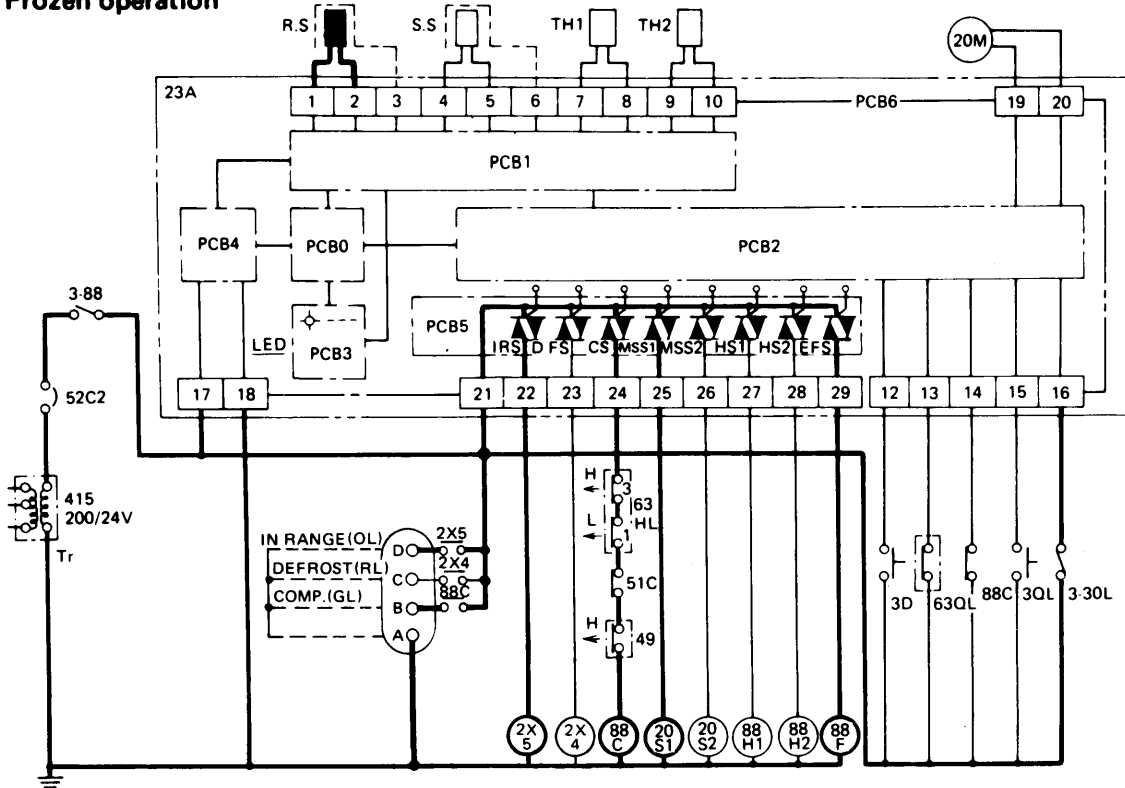 Frozen operation
R.S S.S TH1 TH2 20M
23A
1 2 3 4 5 6 7 8 9 10 PCB6 19 20
PCB1
PCB4 PCB0 PCB2
3-88
PCB5
LED PCB3
IRS D FS CS MSS1 MSS2 HS1 HS2 EFS
17 18 21 22 23 24 25 26 27 28 29 12 13 14 15 16
52C2
H 3 63
L 1 HL
415
200/24V
Tr
IN RANGE(OL) D 2X5
DEFROST(RL) C 2X4
COMP.(GL) B 88C
A
51C
H 49
3D 63QL 88C 3QL 3-30L
2X 5 2X 4 88 C 20 S1 20 S2 88 H1 88 H2 88 F